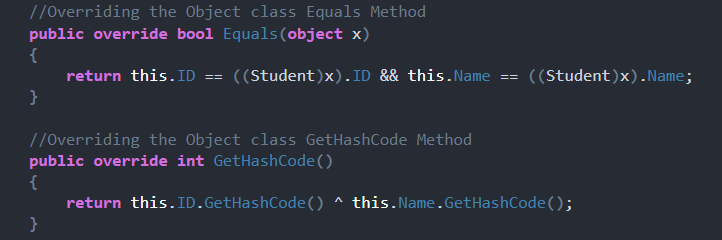 //Overriding the Object class Equals Method
public override bool Equals(object x)
{
return this.ID == ((Student)x).ID && this.Name == ((Student)x).Name;
}
//Overriding the Object class GetHashCode Method
public override int GetHashCode()
{
return this.ID.GetHashCode() ^ this.Name.GetHashCode();
}